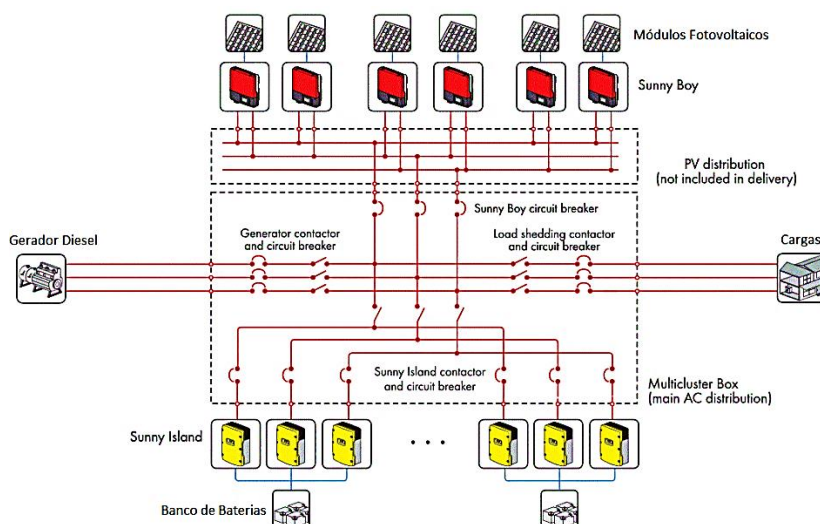 Módulos Fotovoltaicos
Sunny Boy
PV distribution
(not included in delivery)
Sunny Boy circuit breaker
Gerador Diesel
Generator contactor
and circuit breaker
Load shedding contactor
and circuit breaker
Cargas
Sunny Island contactor
and circuit breaker
Multicluster Box
(main AC distribution)
Sunny Island
Banco de Baterias